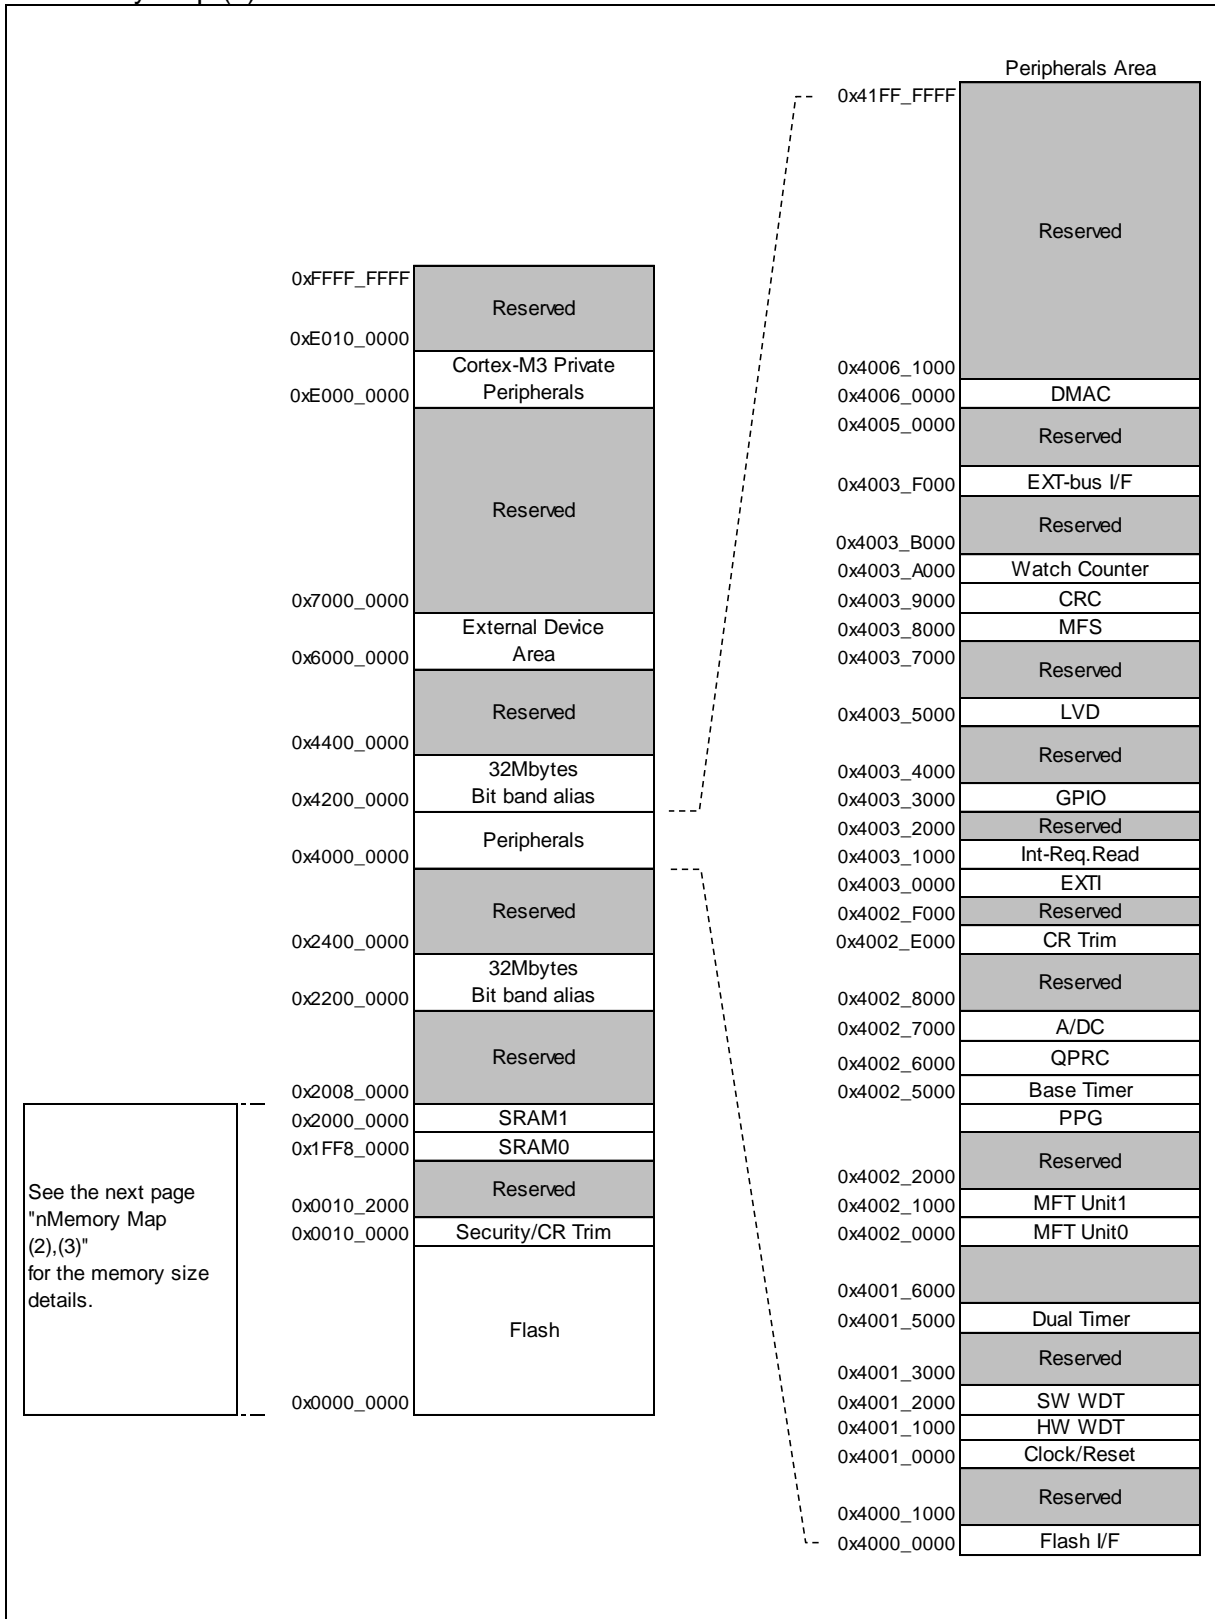 0xFFFF_FFFF
Reserved
0xE010_0000
Cortex-M3 Private
0xE000_0000 Peripherals
Reserved
0x7000_0000
External Device
0x6000_0000 Area
Reserved
0x4400_0000
32Mbytes
0x4200_0000 Bit band alias
Peripherals
0x4000_0000
Reserved
0x2400_0000
32Mbytes
0x2200_0000 Bit band alias
Reserved
0x2008_0000
0x2000_0000 SRAM1
0x1FF8_0000 SRAM0
Reserved
0x0010_2000
0x0010_0000 Security/CR Trim
Flash
0x0000_0000
See the next page
"nMemory Map
(2),(3)"
for the memory size
details.
Peripherals Area
0x41FF_FFFF
Reserved
0x4006_1000
0x4006_0000 DMAC
0x4005_0000
Reserved
0x4003_F000 EXT-bus I/F
Reserved
0x4003_B000
0x4003_A000 Watch Counter
0x4003_9000 CRC
0x4003_8000 MFS
0x4003_7000
Reserved
0x4003_5000 LVD
Reserved
0x4003_4000
0x4003_3000 GPIO
0x4003_2000 Reserved
0x4003_1000 Int-Req.Read
0x4003_0000 EXTI
0x4002_F000 Reserved
0x4002_E000 CR Trim
Reserved
0x4002_8000
0x4002_7000 A/DC
0x4002_6000 QPRC
0x4002_5000 Base Timer
PPG
Reserved
0x4002_2000
0x4002_1000 MFT Unit1
0x4002_0000 MFT Unit0
0x4001_6000
0x4001_5000 Dual Timer
Reserved
0x4001_3000
0x4001_2000 SW WDT
0x4001_1000 HW WDT
0x4001_0000 Clock/Reset
Reserved
0x4000_1000
0x4000_0000 Flash I/F